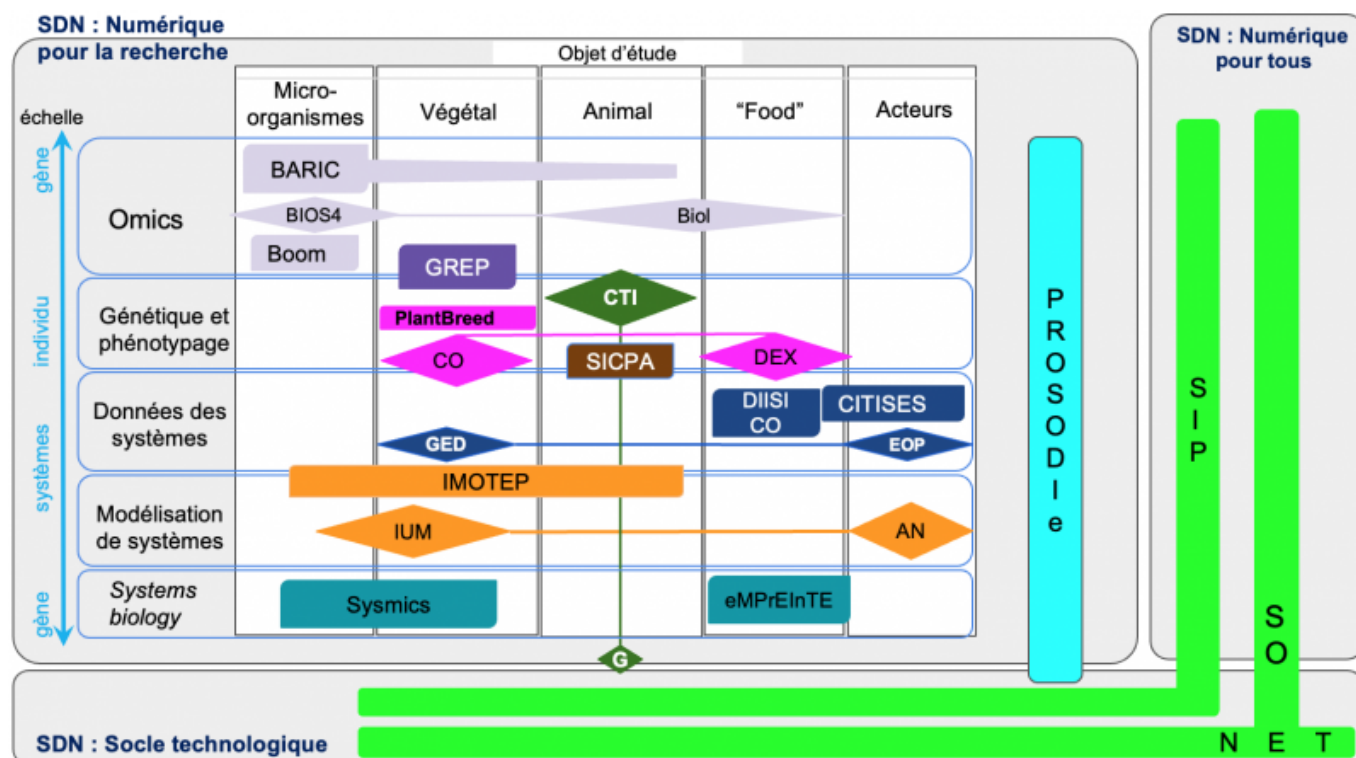 SDN : Numérique
pour la recherche
Objet d'étude
SDN : Numérique
pour tous
échelle
Micro-
organismes
Végétal
Animal
“Food”
Acteurs
gène
individu
systèmes
gène
Omics
BARIC
BIOS4
Biol
Boom
GREP
Génétique et
phénotypage
CTI
PlantBreed
CO
SICPA
DEX
Données des
systèmes
DIISI
CO
CITISES
GED
EOP
IMOTEP
Modélisation
de systèmes
IUM
AN
Systems
biology
Sysmics
eMPrEInTE
G
PROSODIe
SIP
SO
SDN : Socle technologique
N E T